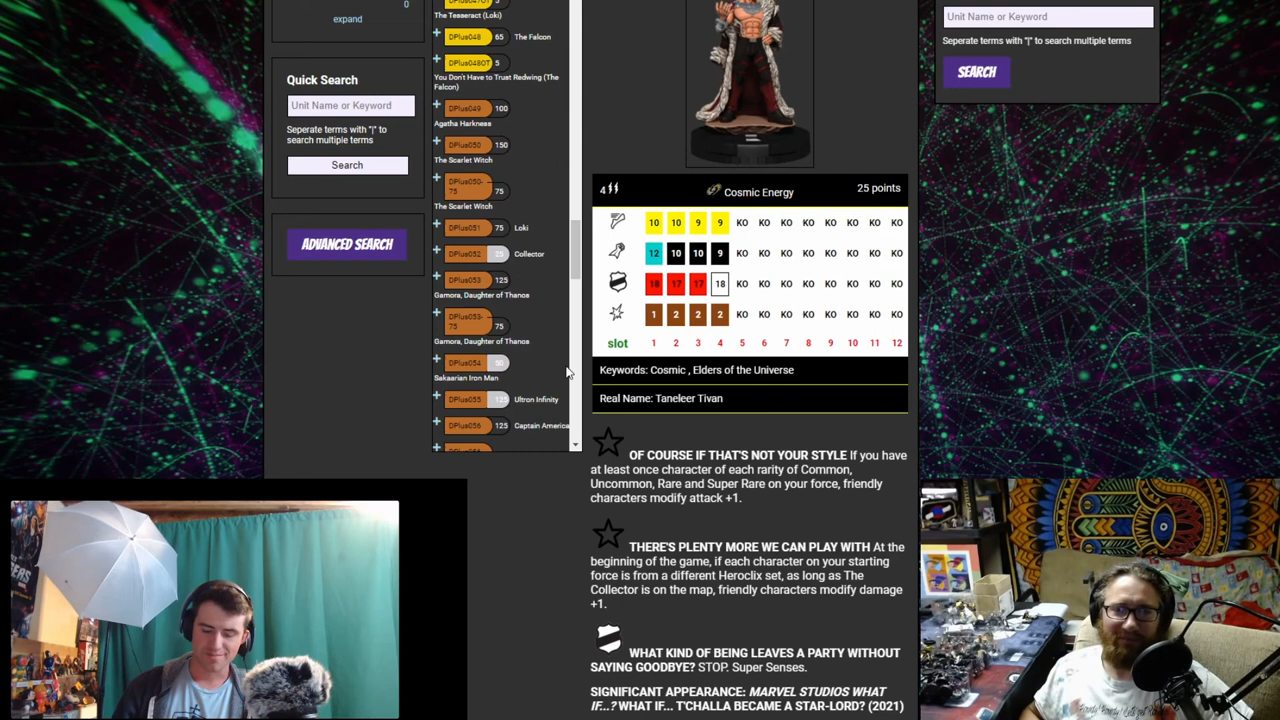 0
expand
Quick Search
Unit Name or Keyword
Seperate terms with "|" to
search multiple terms
Search
ADVANCED SEARCH
5
The Tesseract (Loki)
DPlus048 65 The Falcon
DPlus048OT 5
You Don't Have to Trust Redwing (The
Falcon)
DPlus049 100
Agatha Harkness
DPlus050 150
The Scarlet Witch
DPlus050-
75 75
The Scarlet Witch
DPlus051 75 Loki
DPlus052 25 Collector
DPlus053 125
Gamora, Daughter of Thanos
DPlus053-
75 75
Gamora, Daughter of Thanos
DPlus054
Sakaarian Iron Man
DPlus055 125 Ultron Infinity
DPlus056 125 Captain America
4 Cosmic Energy 25 points
10 10 9 9 KO KO KO KO KO KO KO KO
12 10 10 9 KO KO KO KO KO KO KO KO
18 17 17 18 KO KO KO KO KO KO KO KO
1 2 2 2 KO KO KO KO KO KO KO KO
slot 1 2 3 4 5 6 7 8 9 10 11 12
Keywords: Cosmic , Elders of the Universe
Real Name: Taneleer Tivan
OF COURSE IF THAT'S NOT YOUR STYLE If you have
at least once character of each rarity of Common,
Uncommon, Rare and Super Rare on your force, friendly
characters modify attack +1.
THERE'S PLENTY MORE WE CAN PLAY WITH At the
beginning of the game, if each character on your starting
force is from a different Heroclix set, as long as The
Collector is on the map, friendly characters modify damage
+1.
WHAT KIND OF BEING LEAVES A PARTY WITHOUT
SAYING GOODBYE? STOP. Super Senses.
SIGNIFICANT APPEARANCE: MARVEL STUDIOS WHAT
IF...? WHAT IF... T'CHALLA BECAME A STAR-LORD? (2021)
Unit Name or Keyword
Seperate terms with "|" to search multiple terms
SEARCH